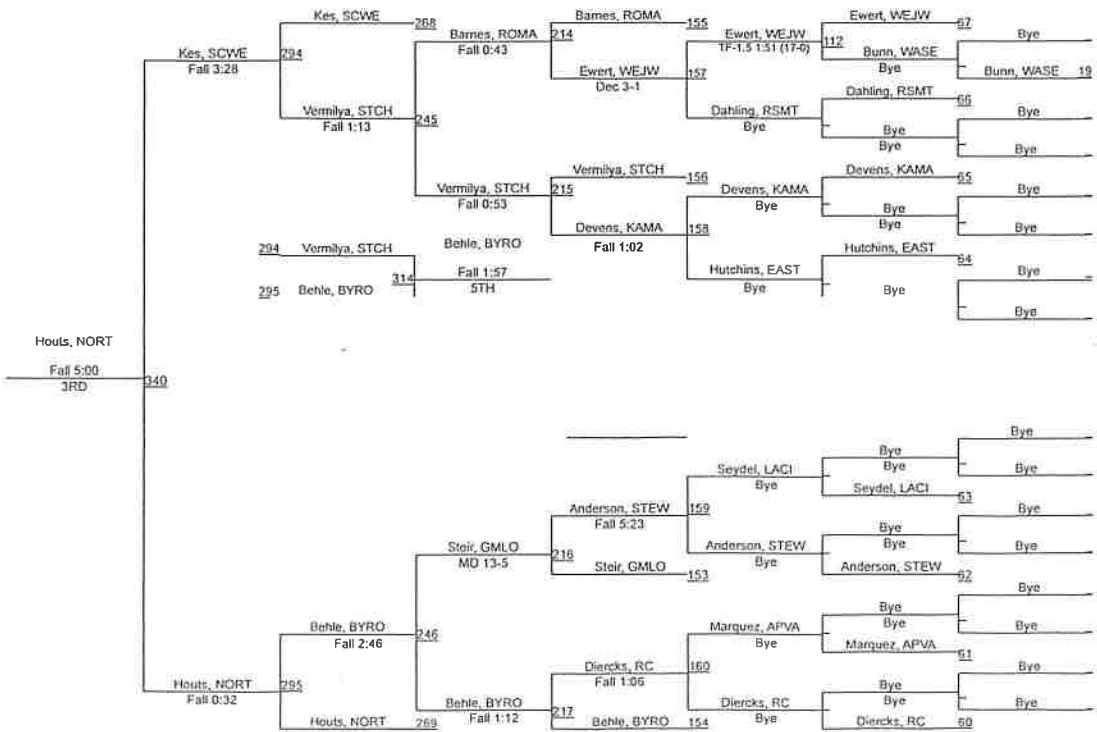 Kes, SCWE 268
Barnes, ROMA 155
Ewert, WEJW 67
Bye
Kes, SCWE 294
Fall 3:28
Barnes, ROMA 214
Fall 0:43
Ewert, WEJW 112
TF-1.5 1:51 (17-0)
Bunn, WASE
Bye
Ewert, WEJW 157
Dec 3-1
Bunn, WASE 19
Dahling, RSMT 66
Vermilya, STCH 245
Fall 1:13
Dahling, RSMT
Bye
Bye
Bye
Bye
Bye
Vermilya, STCH 156
Devens, KAMA 65
Vermilya, STCH 215
Fall 0:53
Devens, KAMA
Bye
Bye
Bye
Bye
Bye
Devens, KAMA 158
Fall 1:02
294 Vermilya, STCH
Behle, BYRO
Hutchins, EAST 64
314
Fall 1:57
5TH
Hutchins, EAST
Bye
Bye
Bye
295 Behle, BYRO
Bye
Houts, NORT
Fall 5:00
3RD
340
Bye
Bye
Bye
Bye
Seydel, LACI
Bye
Seydel, LACI 63
Anderson, STEW 159
Fall 5:23
Bye
Bye
Bye
Bye
Steir, GMLO 216
MD 13-5
Anderson, STEW
Bye
Steir, GMLO 153
Anderson, STEW 62
Bye
Behle, BYRO 246
Fall 2:46
Marquez, APVA
Bye
Bye
Bye
Bye
Marquez, APVA 61
Diercks, RC 160
Fall 1:06
Bye
Houts, NORT 295
Fall 0:32
Behle, BYRO 217
Fall 1:12
Diercks, RC
Bye
Bye
Bye
Bye
Houts, NORT 269
Behle, BYRO 154
Diercks, RC 60